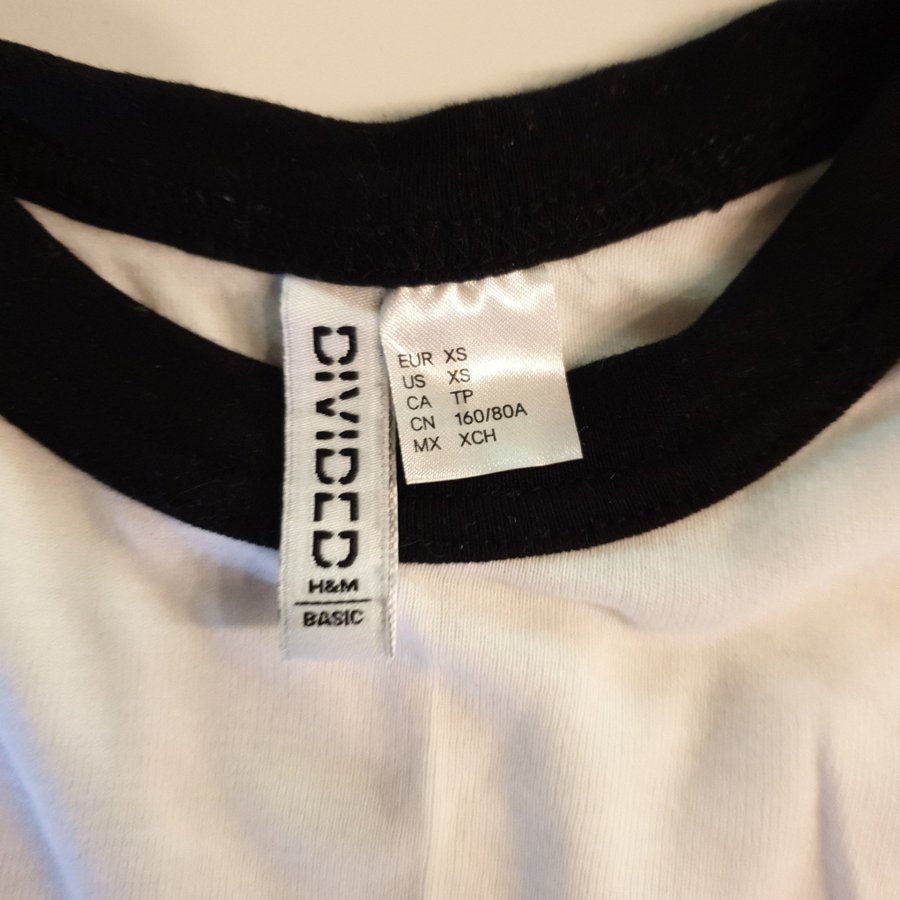 DIVIDED
H&M
BASIC
EUR XS
US XS
CA TP
CN 160/80A
MX XCH